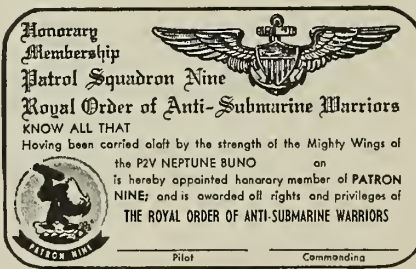 Honorary
Membership
Patrol Squadron Nine
Royal Order of Anti-Submarine Warriors
KNOW ALL THAT
Having been carried aloft by the strength of the Mighty Wings of
the P2V NEPTUNE BUNO on
is hereby appointed honorary member of PATRON
NINE; and is awarded all rights and privileges of
THE ROYAL ORDER OF ANTI-SUBMARINE WARRIORS
PATRON NINE
Pilot Commanding